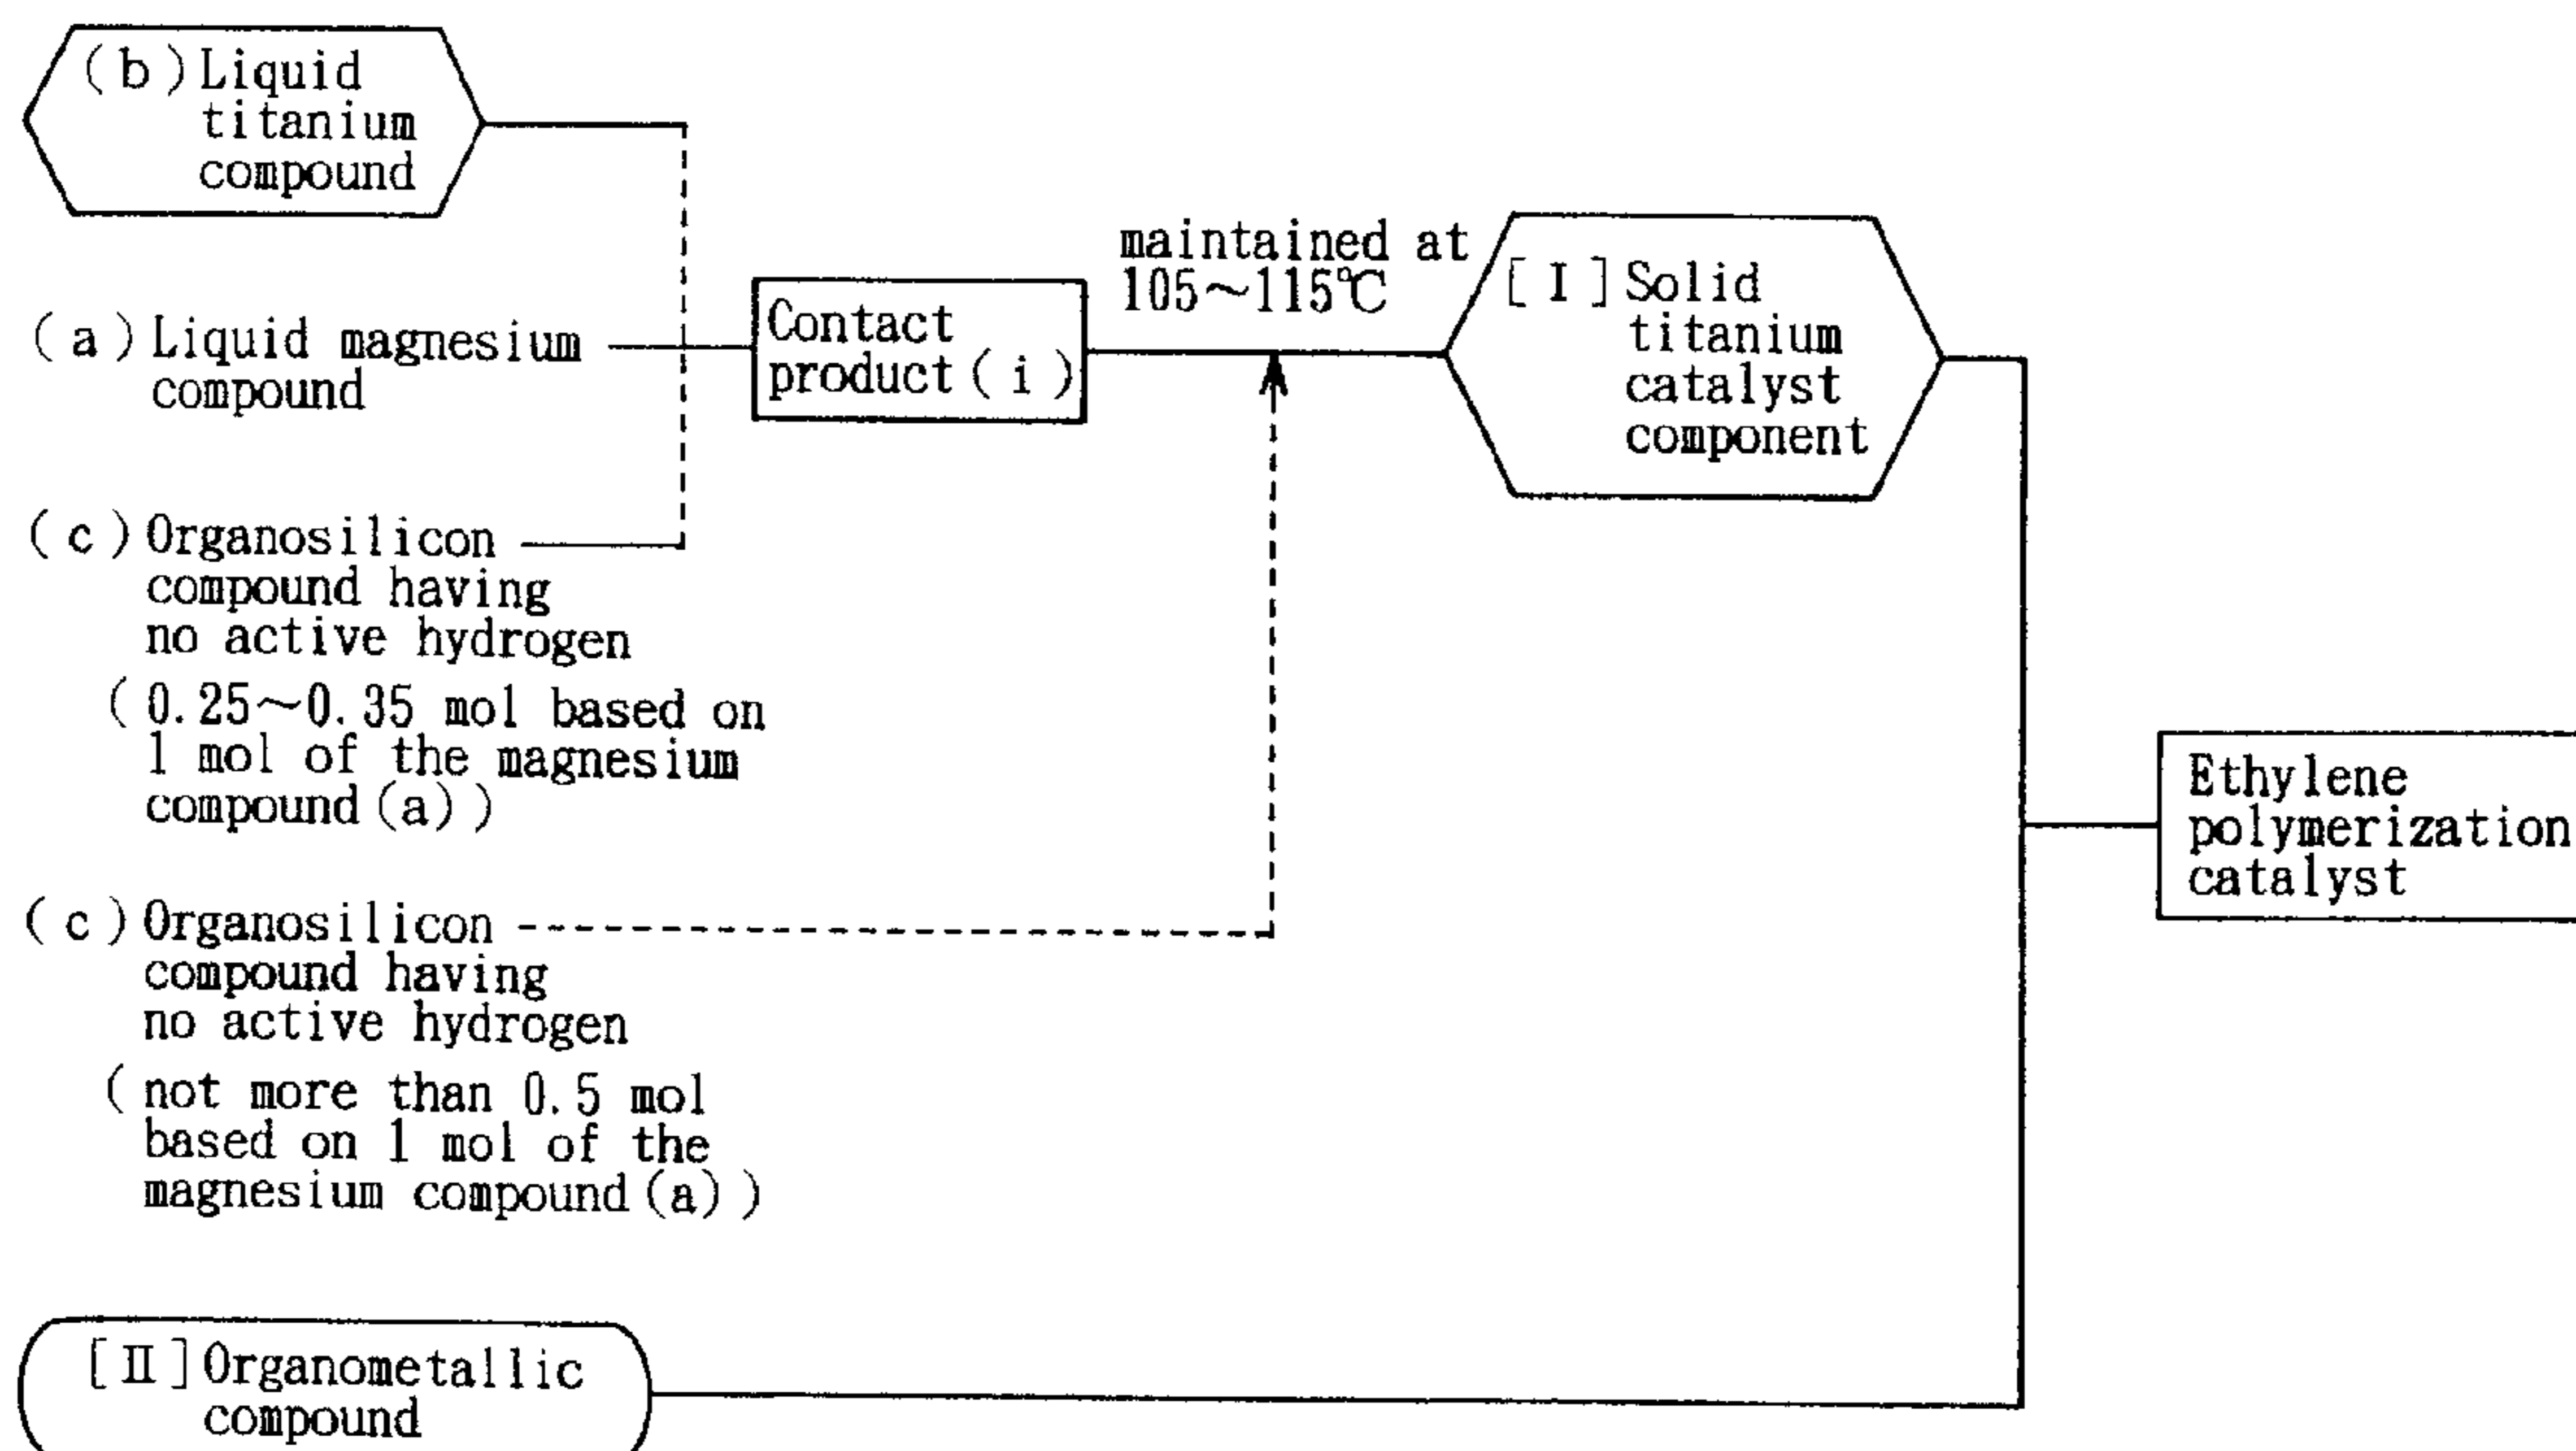 (b) Liquid
titanium
compound
(a) Liquid magnesium
compound
Contact
product (i)
maintained at
105~115℃
[I] Solid
titanium
catalyst
component
(c) Organosilicon
compound having
no active hydrogen
(0.25~0.35 mol based on
1 mol of the magnesium
compound (a))
(c) Organosilicon
compound having
no active hydrogen
(not more than 0.5 mol
based on 1 mol of the
magnesium compound (a))
Ethylene
polymerization
catalyst
[II] Organometallic
compound